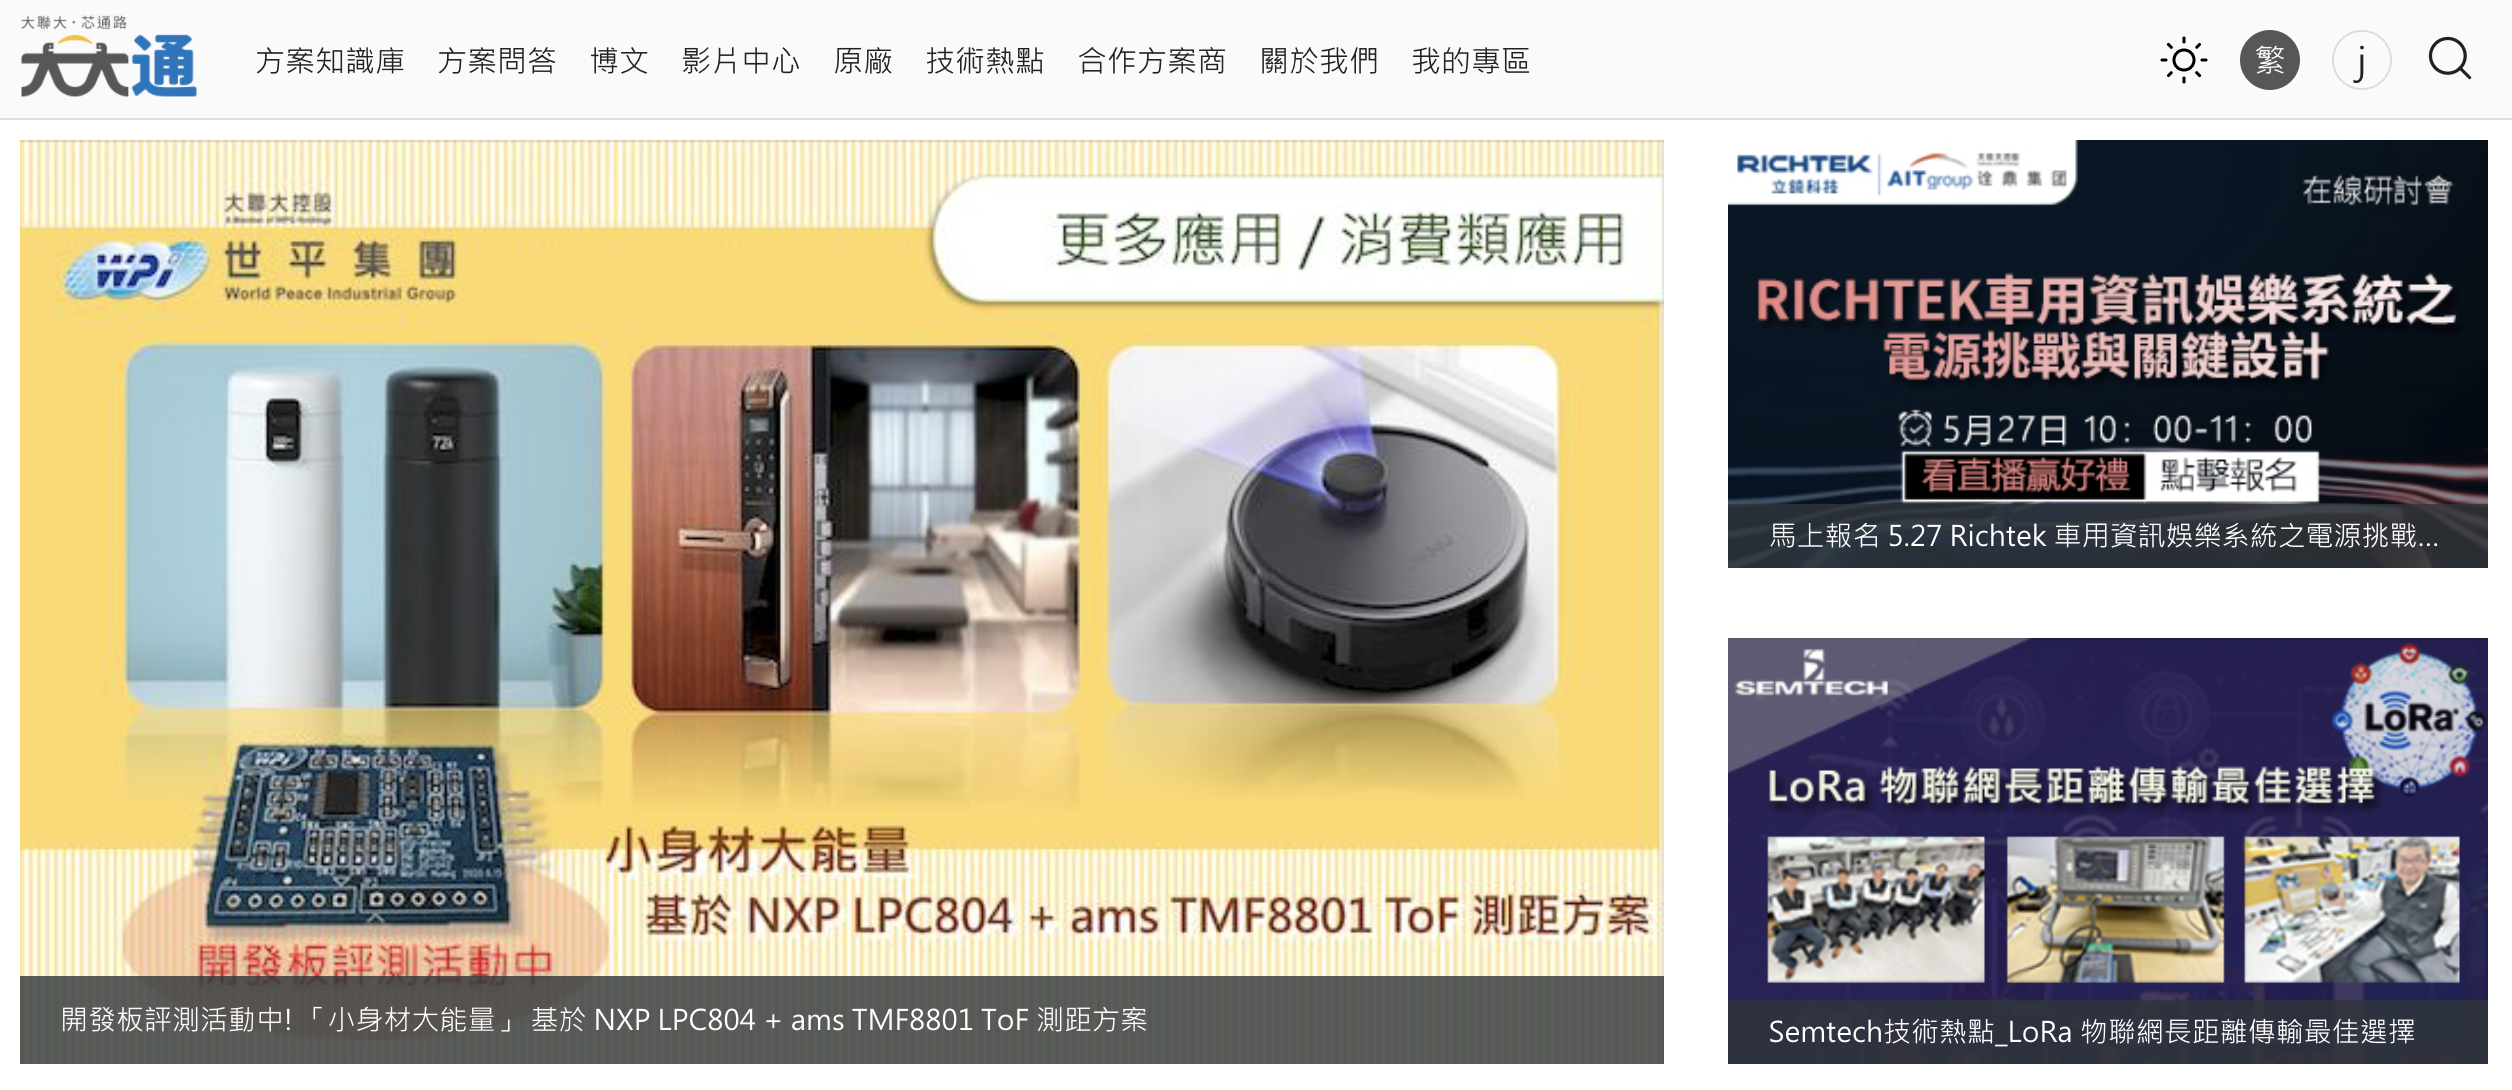 大聯大·芯通路
大大通
方案知識庫 方案問答 博文 影片中心 原廠 技術熱點 合作方案商 關於我們 我的專區
繁 j
大聯大控股
A Member of WPG Holdings
WPi 世平集團
World Peace Industrial Group
更多應用 / 消費類應用
小身材大能量
基於 NXP LPC804 + ams TMF8801 ToF 測距方案
開發板評測活動中
開發板評測活動中!「小身材大能量」 基於 NXP LPC804 + ams TMF8801 ToF 測距方案
RICHTEK
立錡科技
AIT group 诠鼎集团
在線研討會
RICHTEK車用資訊娛樂系統之
電源挑戰與關鍵設計
5月27日 10：00-11：00
看直播贏好禮 點擊報名
馬上報名 5.27 Richtek 車用資訊娛樂系統之電源挑戰...
SEMTECH
LoRa
LoRa 物聯網長距離傳輸最佳選擇
Semtech技術熱點_LoRa 物聯網長距離傳輸最佳選擇